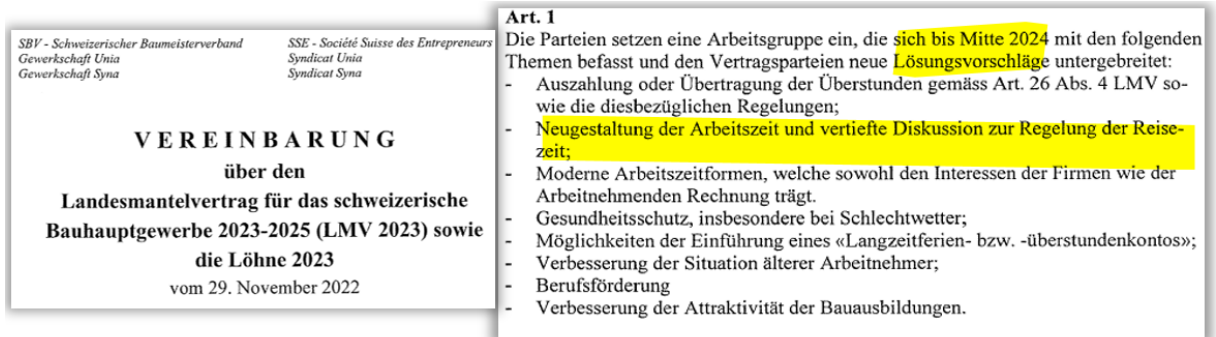 SBV - Schweizerischer Baumeisterverband
Gewerkschaft Unia
Gewerkschaft Syna
SSE - Société Suisse des Entrepreneurs
Syndicat Unia
Syndicat Syna
VEREINBARUNG
über den
Landesmantelvertrag für das schweizerische
Bauhauptgewerbe 2023-2025 (LMV 2023) sowie
die Löhne 2023
vom 29. November 2022
Art. 1
Die Parteien setzen eine Arbeitsgruppe ein, die sich bis Mitte 2024 mit den folgenden
Themen befasst und den Vertragsparteien neue Lösungsvorschläge untergebreitet:
- Auszahlung oder Übertragung der Überstunden gemäss Art. 26 Abs. 4 LMV so-
wie die diesbezüglichen Regelungen;
- Neugestaltung der Arbeitszeit und vertiefte Diskussion zur Regelung der Reise-
zeit;
- Moderne Arbeitszeitformen, welche sowohl den Interessen der Firmen wie der
Arbeitnehmenden Rechnung trägt.
- Gesundheitsschutz, insbesondere bei Schlechtwetter;
- Möglichkeiten der Einführung eines «Langzeitferien- bzw. -überstundenkontos»;
- Verbesserung der Situation älterer Arbeitnehmer;
- Berufsförderung
- Verbesserung der Attraktivität der Bauausbildungen.